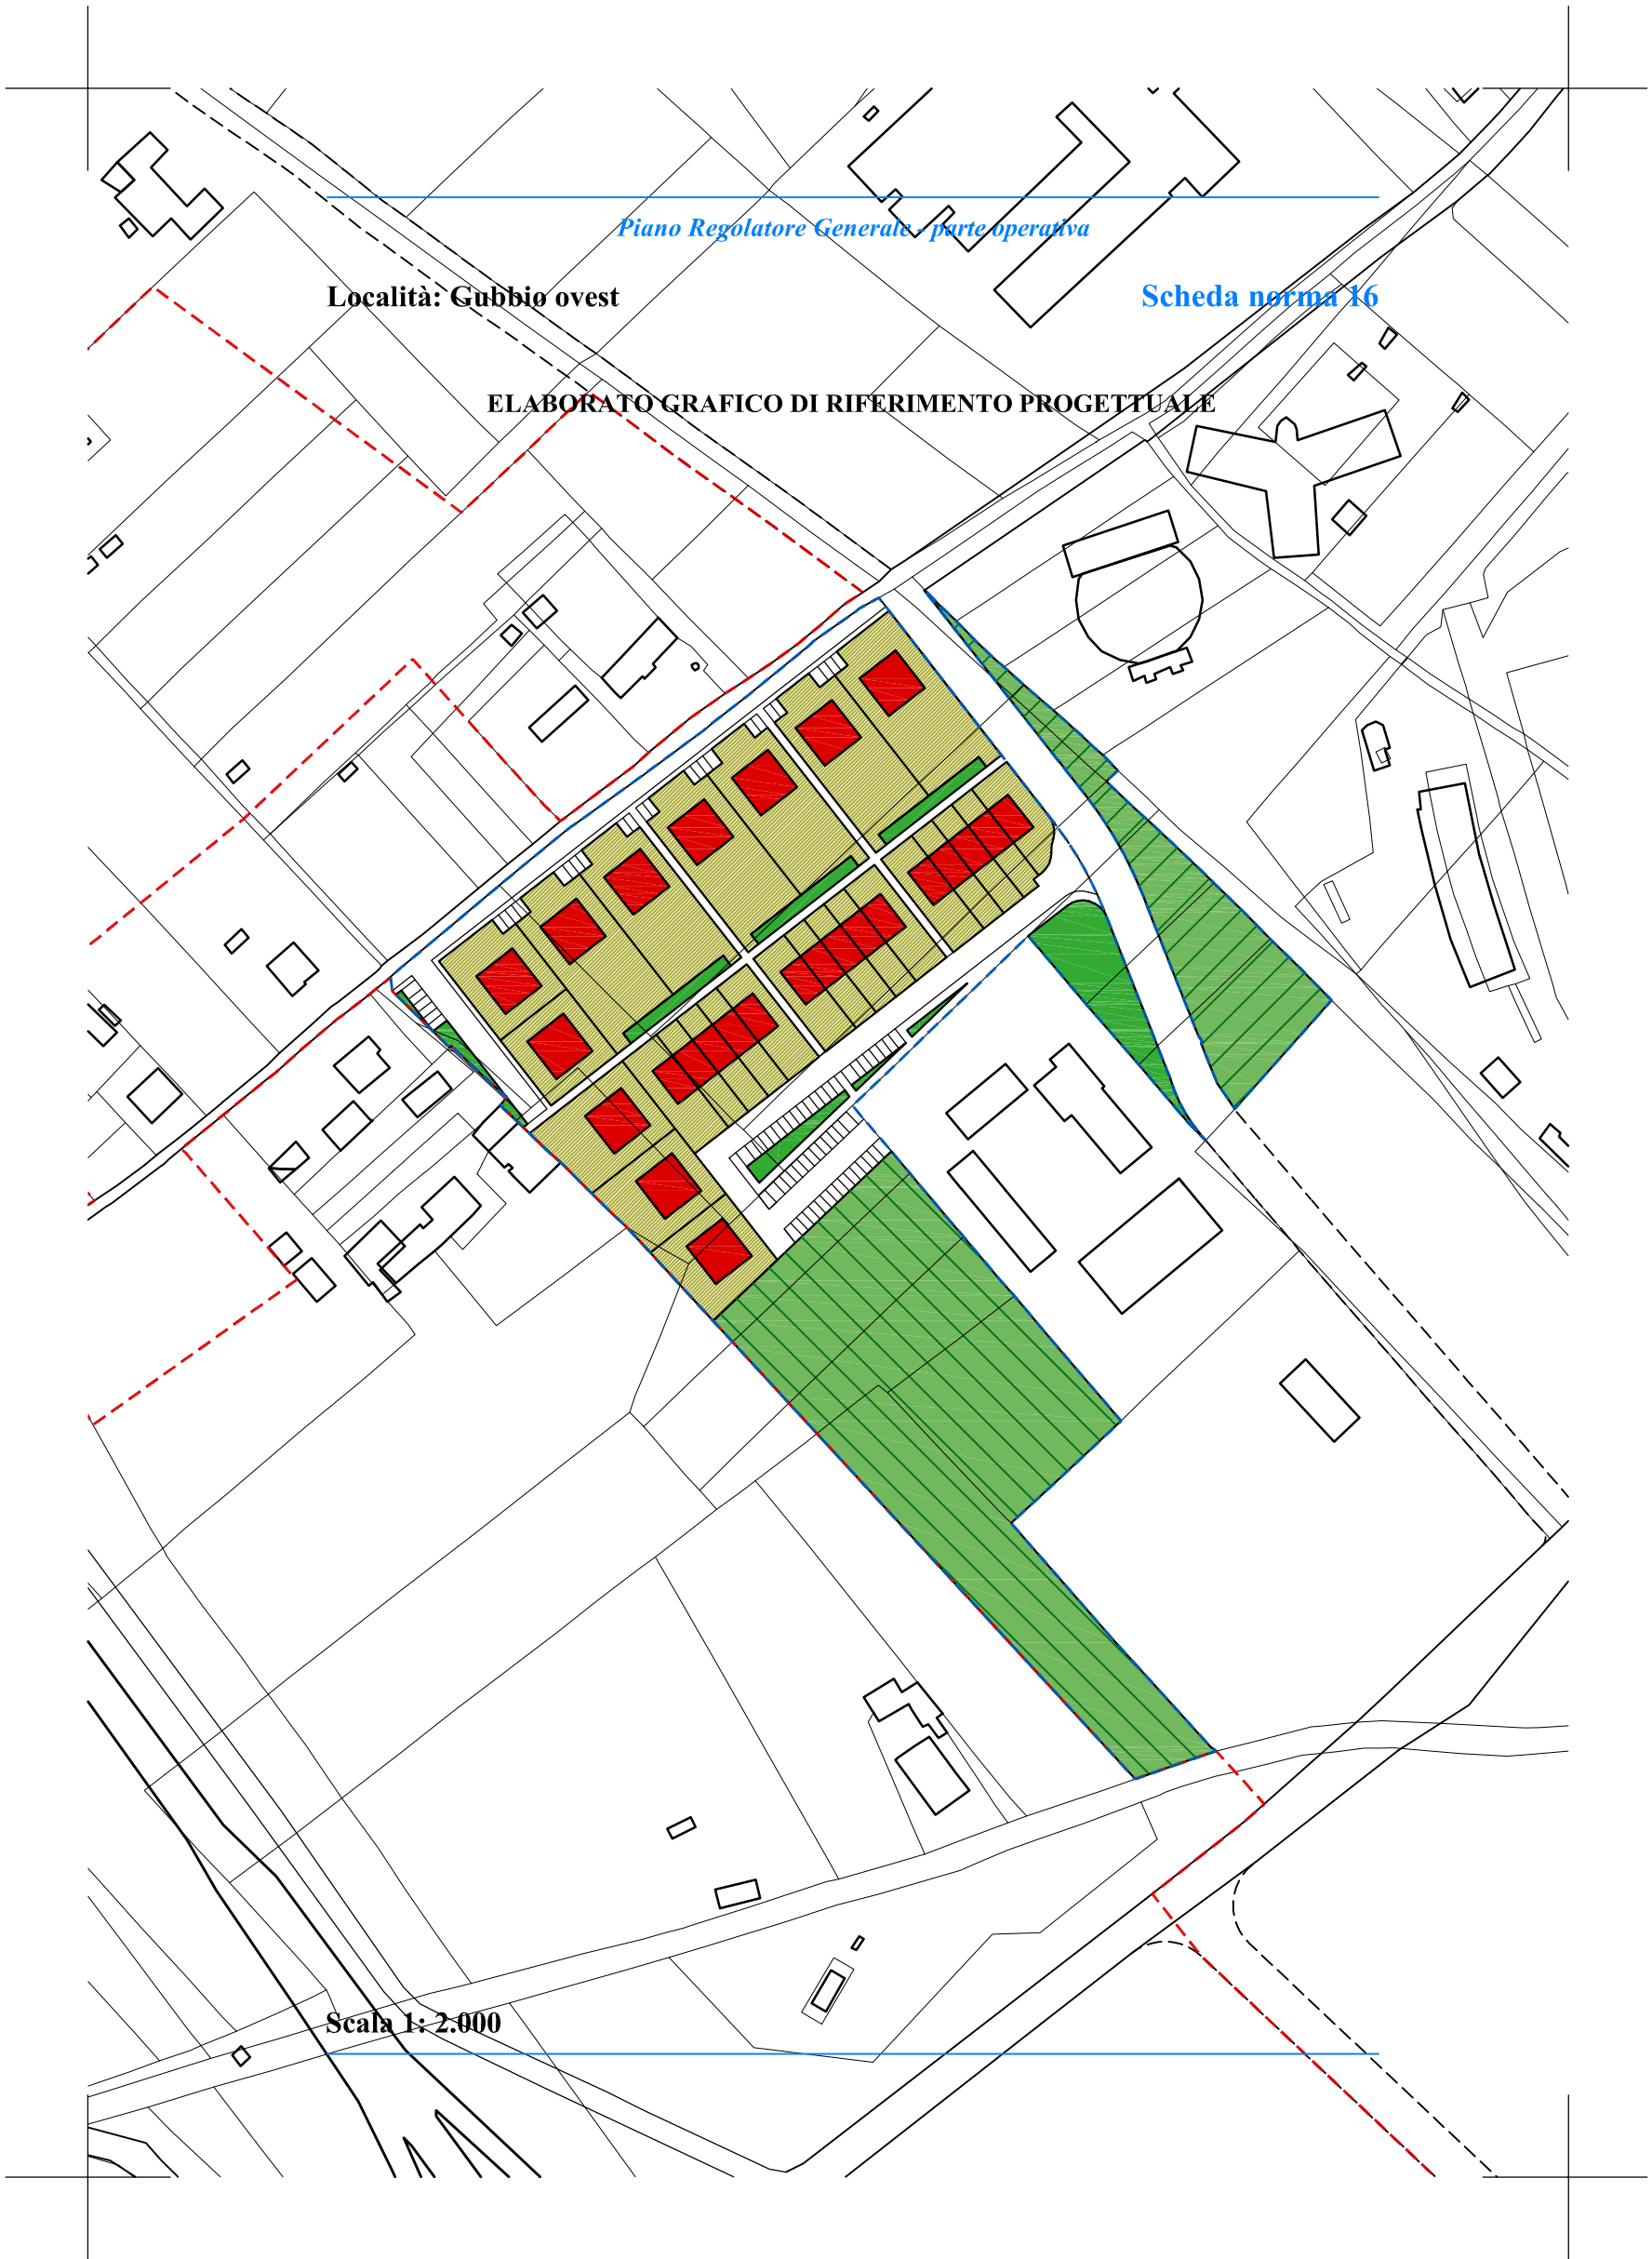 Piano Regolatore Generale - parte operativa
Località: Gubbio ovest
Scheda norma 16
ELABORATO GRAFICO DI RIFERIMENTO PROGETTUALE
Scala 1: 2.000